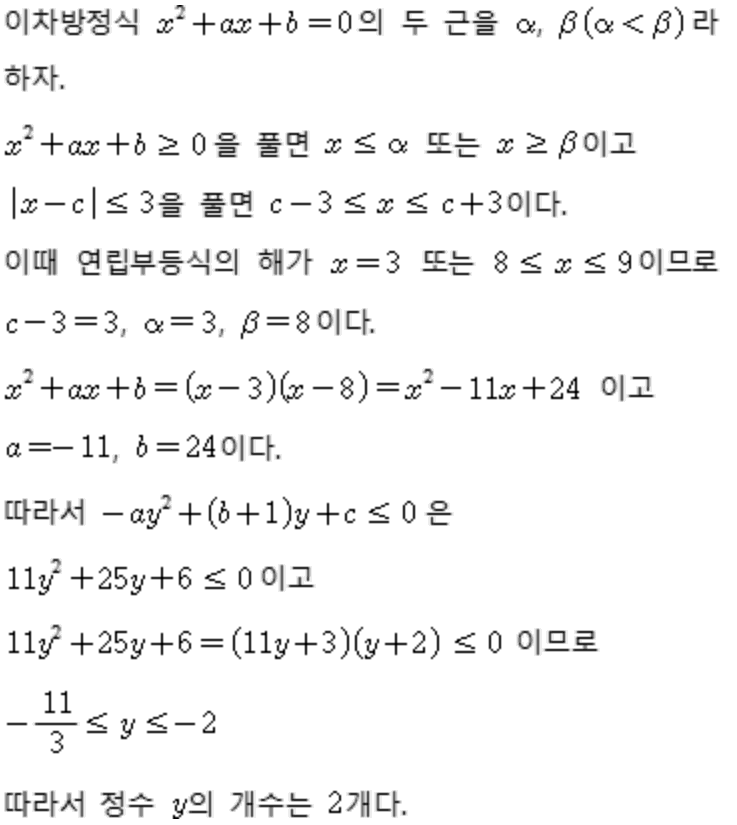 이차방정식 x²+ax+b=0의 두 근을 α, β(α<β)라
하자.
x²+ax+b≥0을 풀면 x≤α 또는 x≥β이고
|x-c|≤3을 풀면 c-3≤x≤c+3이다.
이때 연립부등식의 해가 x=3 또는 8≤x≤9이므로
c-3=3, α=3, β=8이다.
x²+ax+b=(x-3)(x-8)=x²-11x+24 이고
a=-11, b=24이다.
따라서 -ay²+(b+1)y+c≤0은
11y²+25y+6≤0이고
11y²+25y+6=(11y+3)(y+2)≤0 이므로
-11/3≤y≤-2
따라서 정수 y의 개수는 2개다.